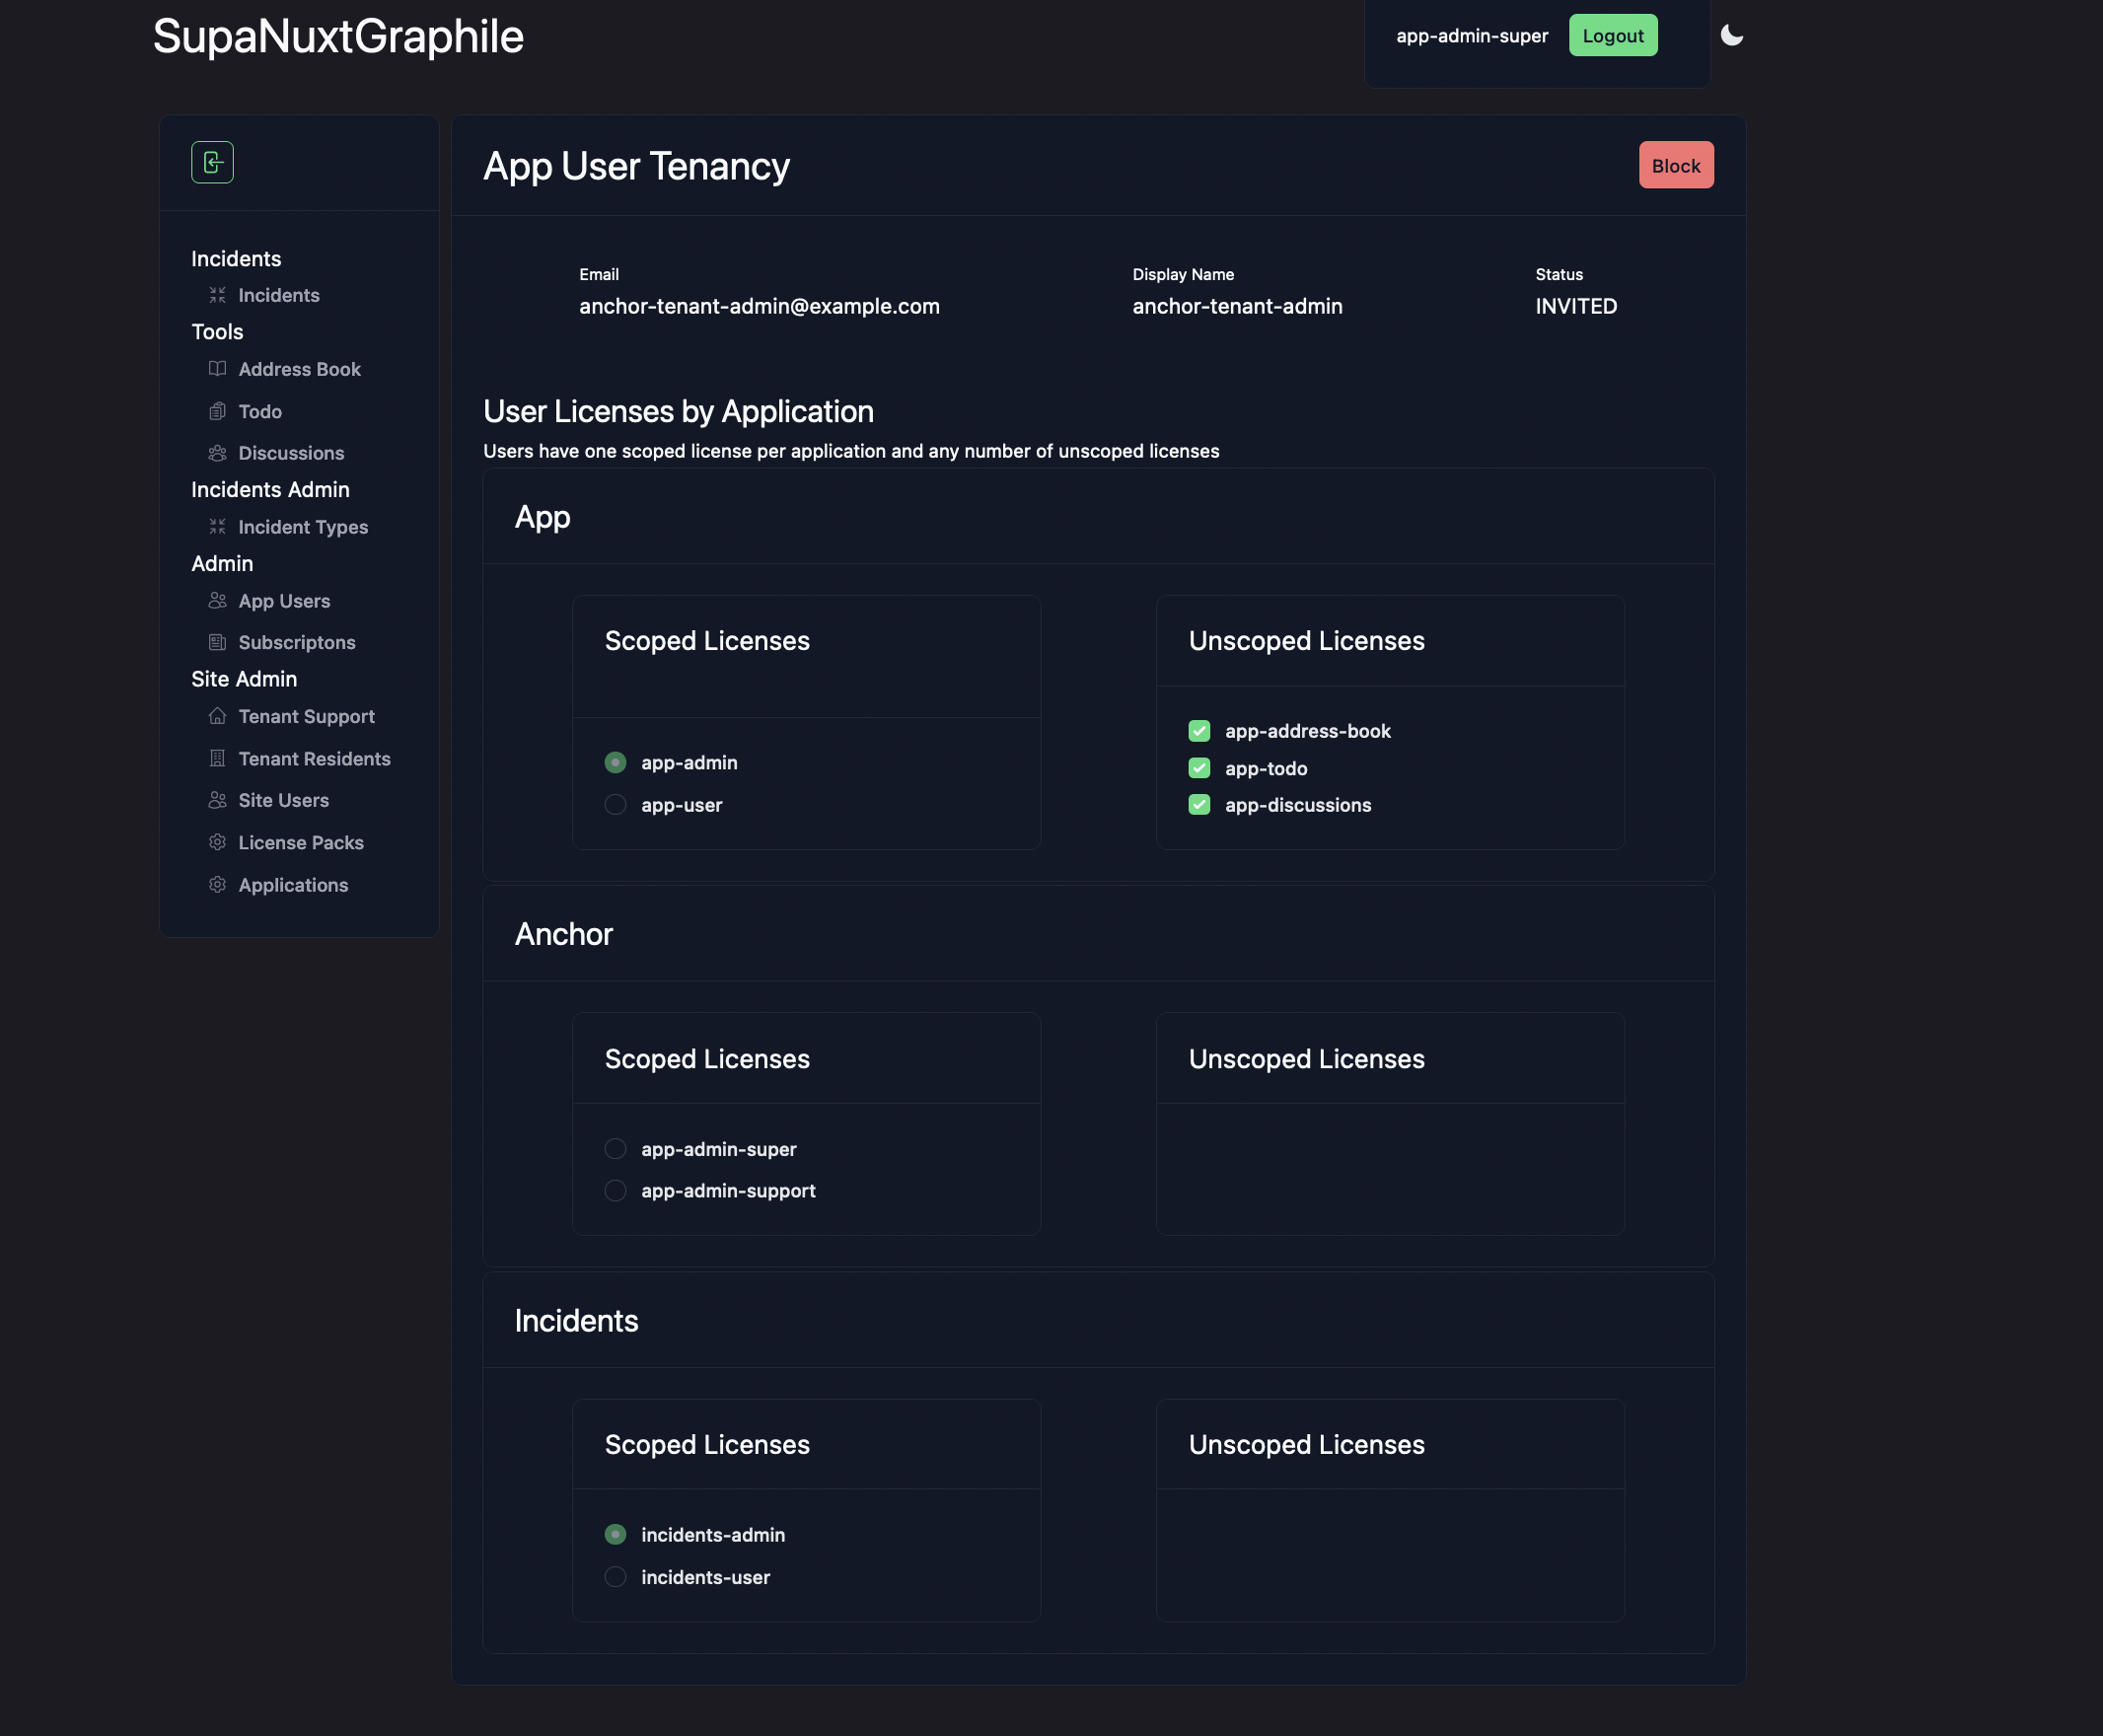 SupaNuxtGraphile
app-admin-super Logout
Incidents
Incidents
Tools
Address Book
Todo
Discussions
Incidents Admin
Incident Types
Admin
App Users
Subscriptons
Site Admin
Tenant Support
Tenant Residents
Site Users
License Packs
Applications
App User Tenancy
Block
Email
anchor-tenant-admin@example.com
Display Name
anchor-tenant-admin
Status
INVITED
User Licenses by Application
Users have one scoped license per application and any number of unscoped licenses
App
Scoped Licenses
app-admin
app-user
Unscoped Licenses
app-address-book
app-todo
app-discussions
Anchor
Scoped Licenses
app-admin-super
app-admin-support
Unscoped Licenses
Incidents
Scoped Licenses
incidents-admin
incidents-user
Unscoped Licenses